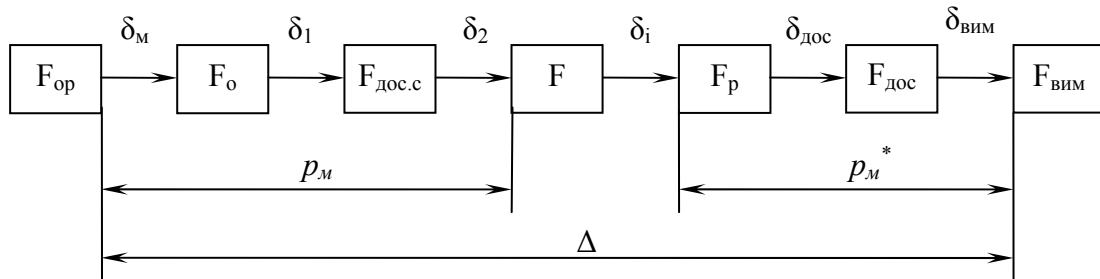 δм δ1 δ2 δi δдос δвим
Fор Fо Fдос.с F Fр Fдос Fвим
pм pм*
Δ